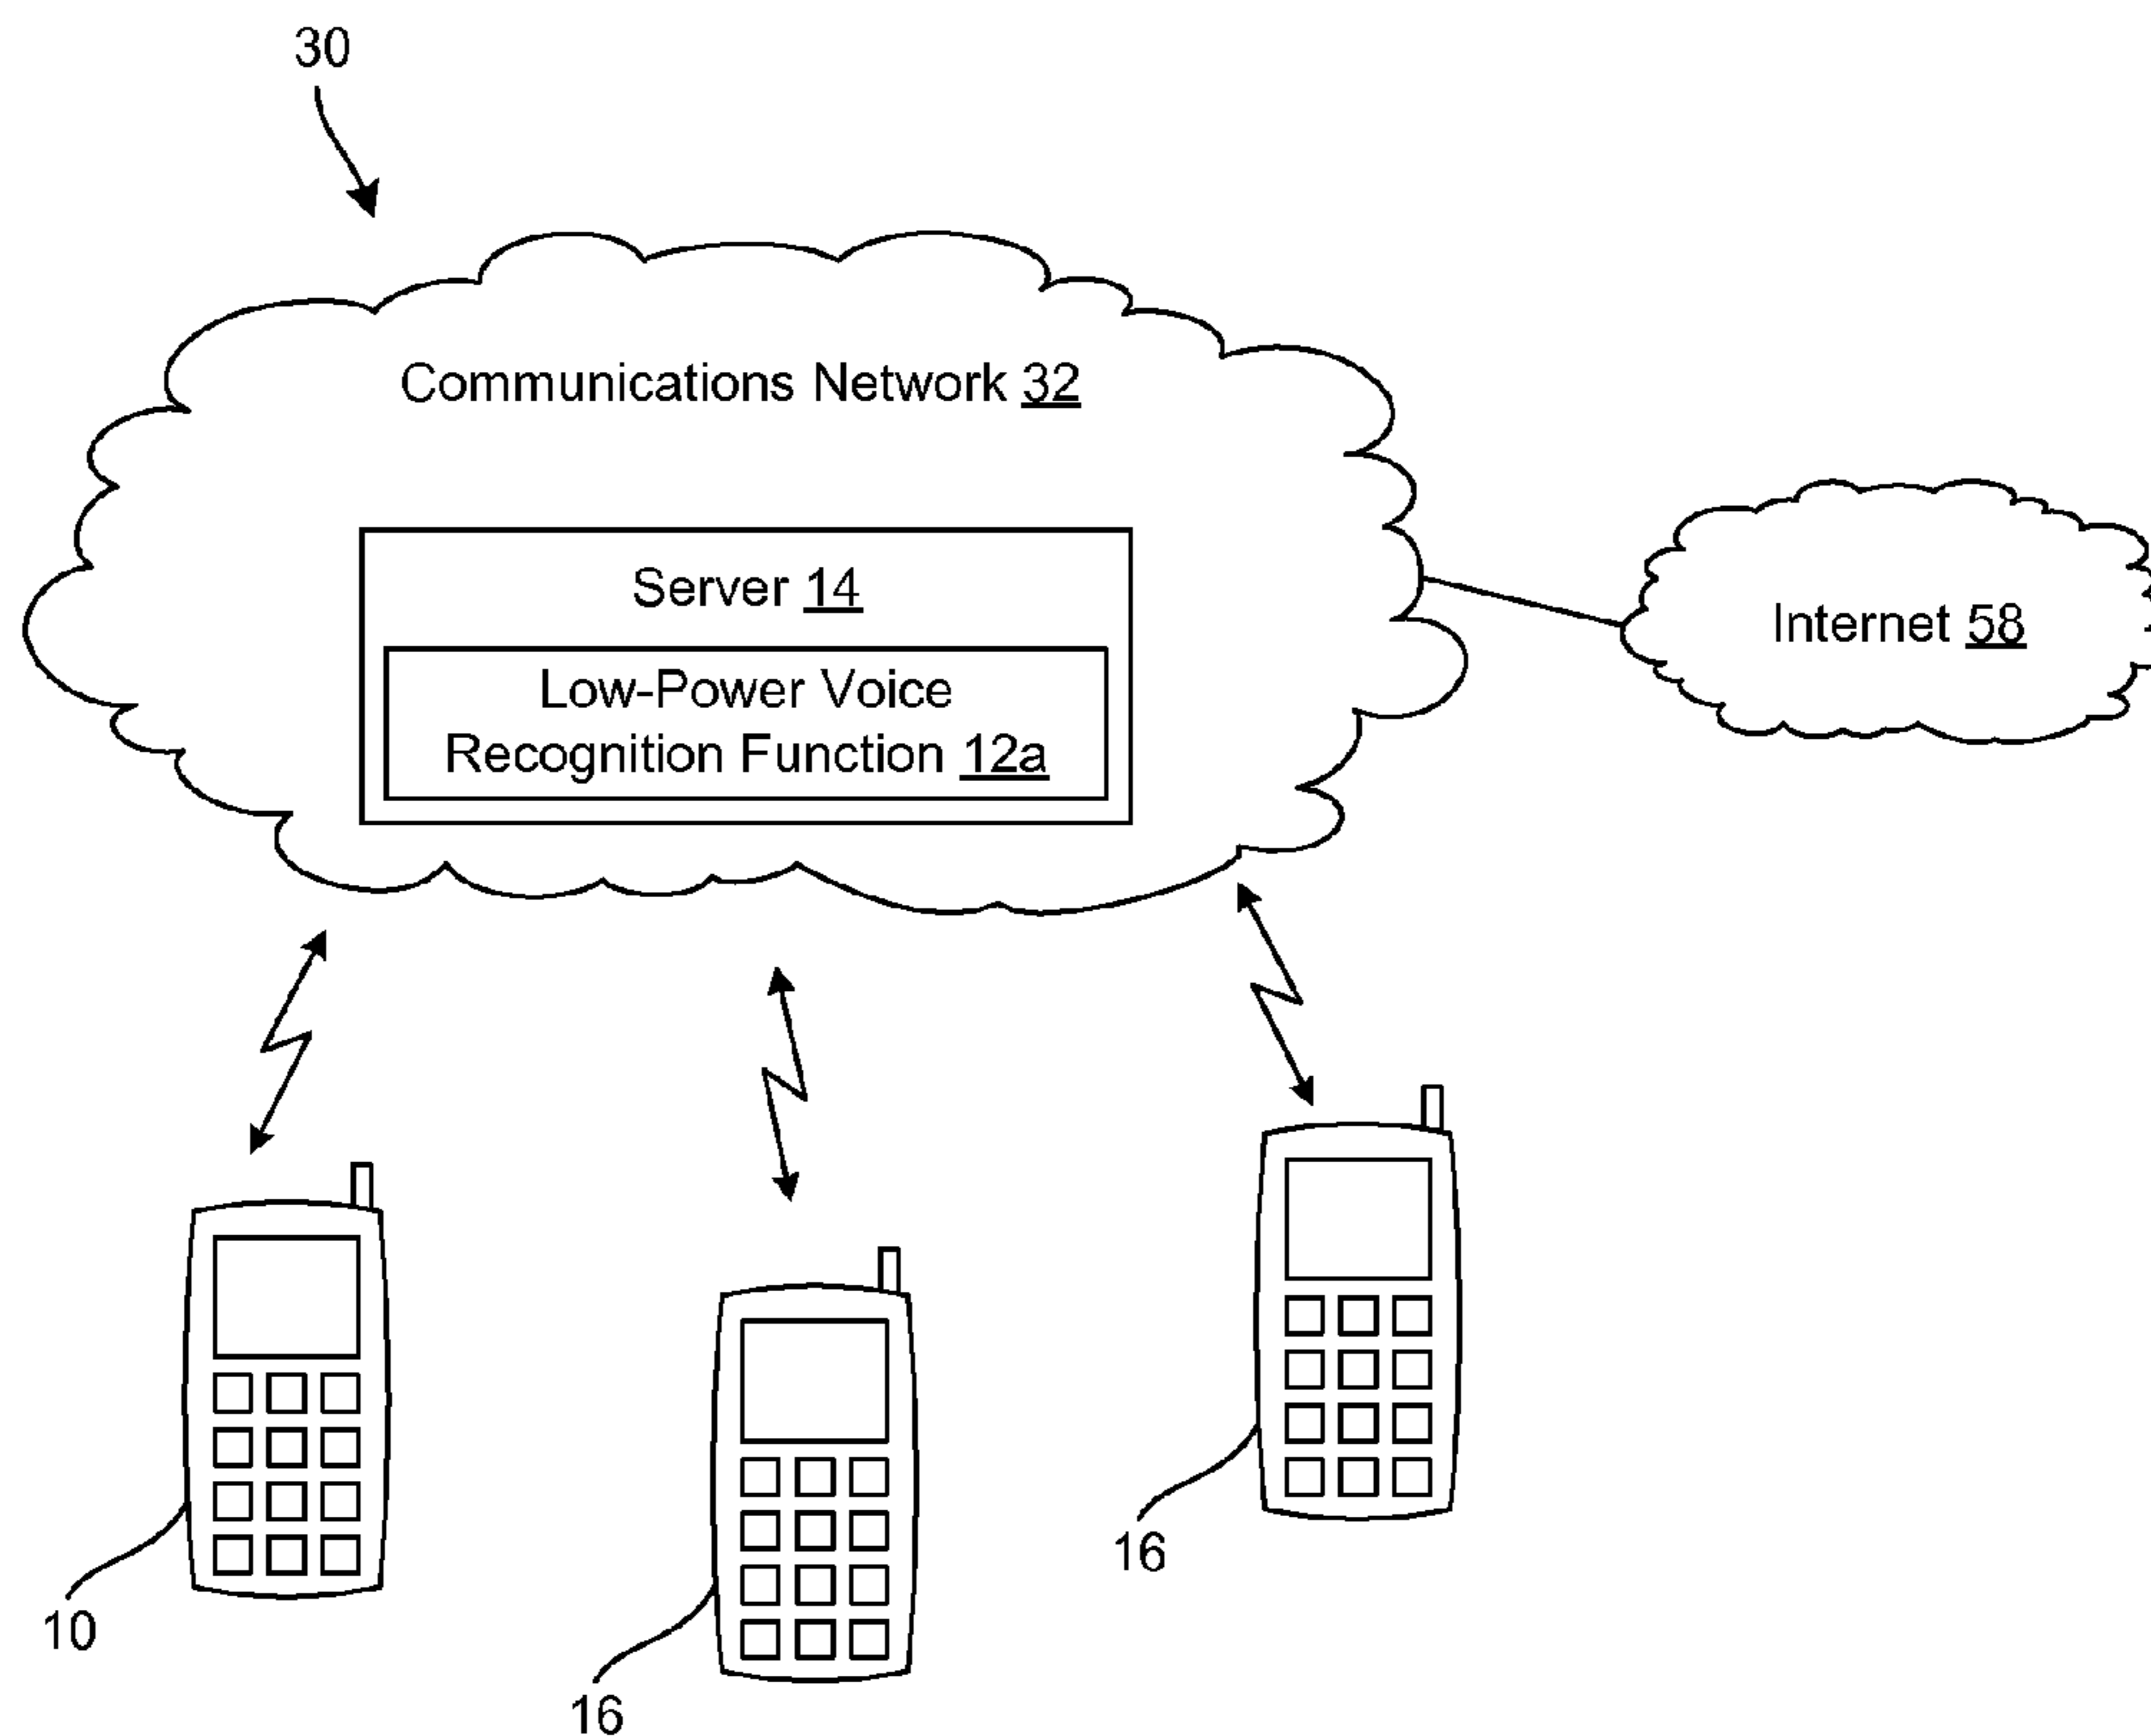 30
Communications Network 32
Server 14
Low-Power Voice
Recognition Function 12a
Internet 58
10
16
16